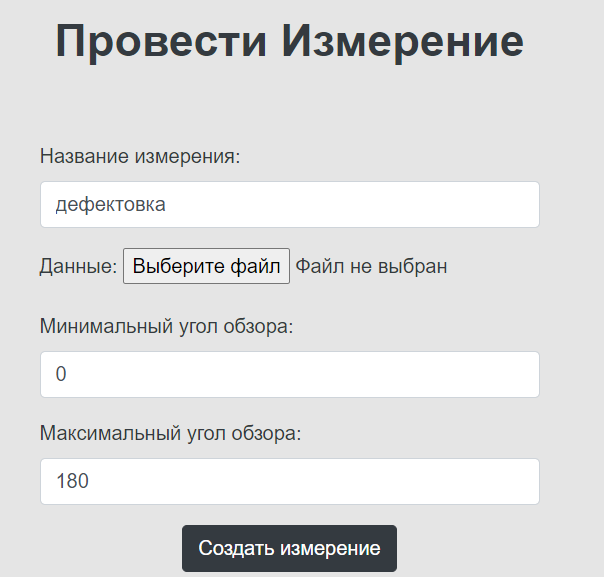 Провести Измерение
Название измерения:
дефектовка
Данные: Выберите файл Файл не выбран
Минимальный угол обзора:
0
Максимальный угол обзора:
180
Создать измерение